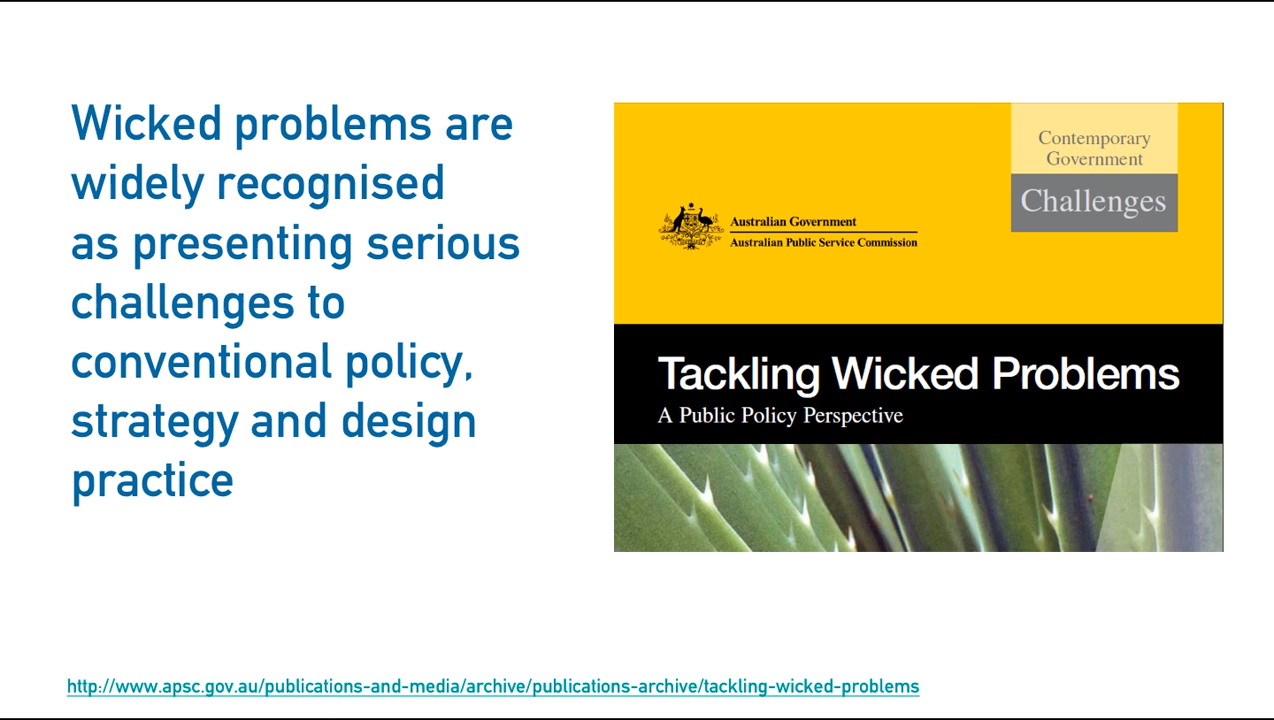 Wicked problems are
widely recognised
as presenting serious
challenges to
conventional policy,
strategy and design
practice
Contemporary
Government
Challenges
Australian Government
Australian Public Service Commission
Tackling Wicked Problems
A Public Policy Perspective
http://www.apsc.gov.au/publications-and-media/archive/publications-archive/tackling-wicked-problems